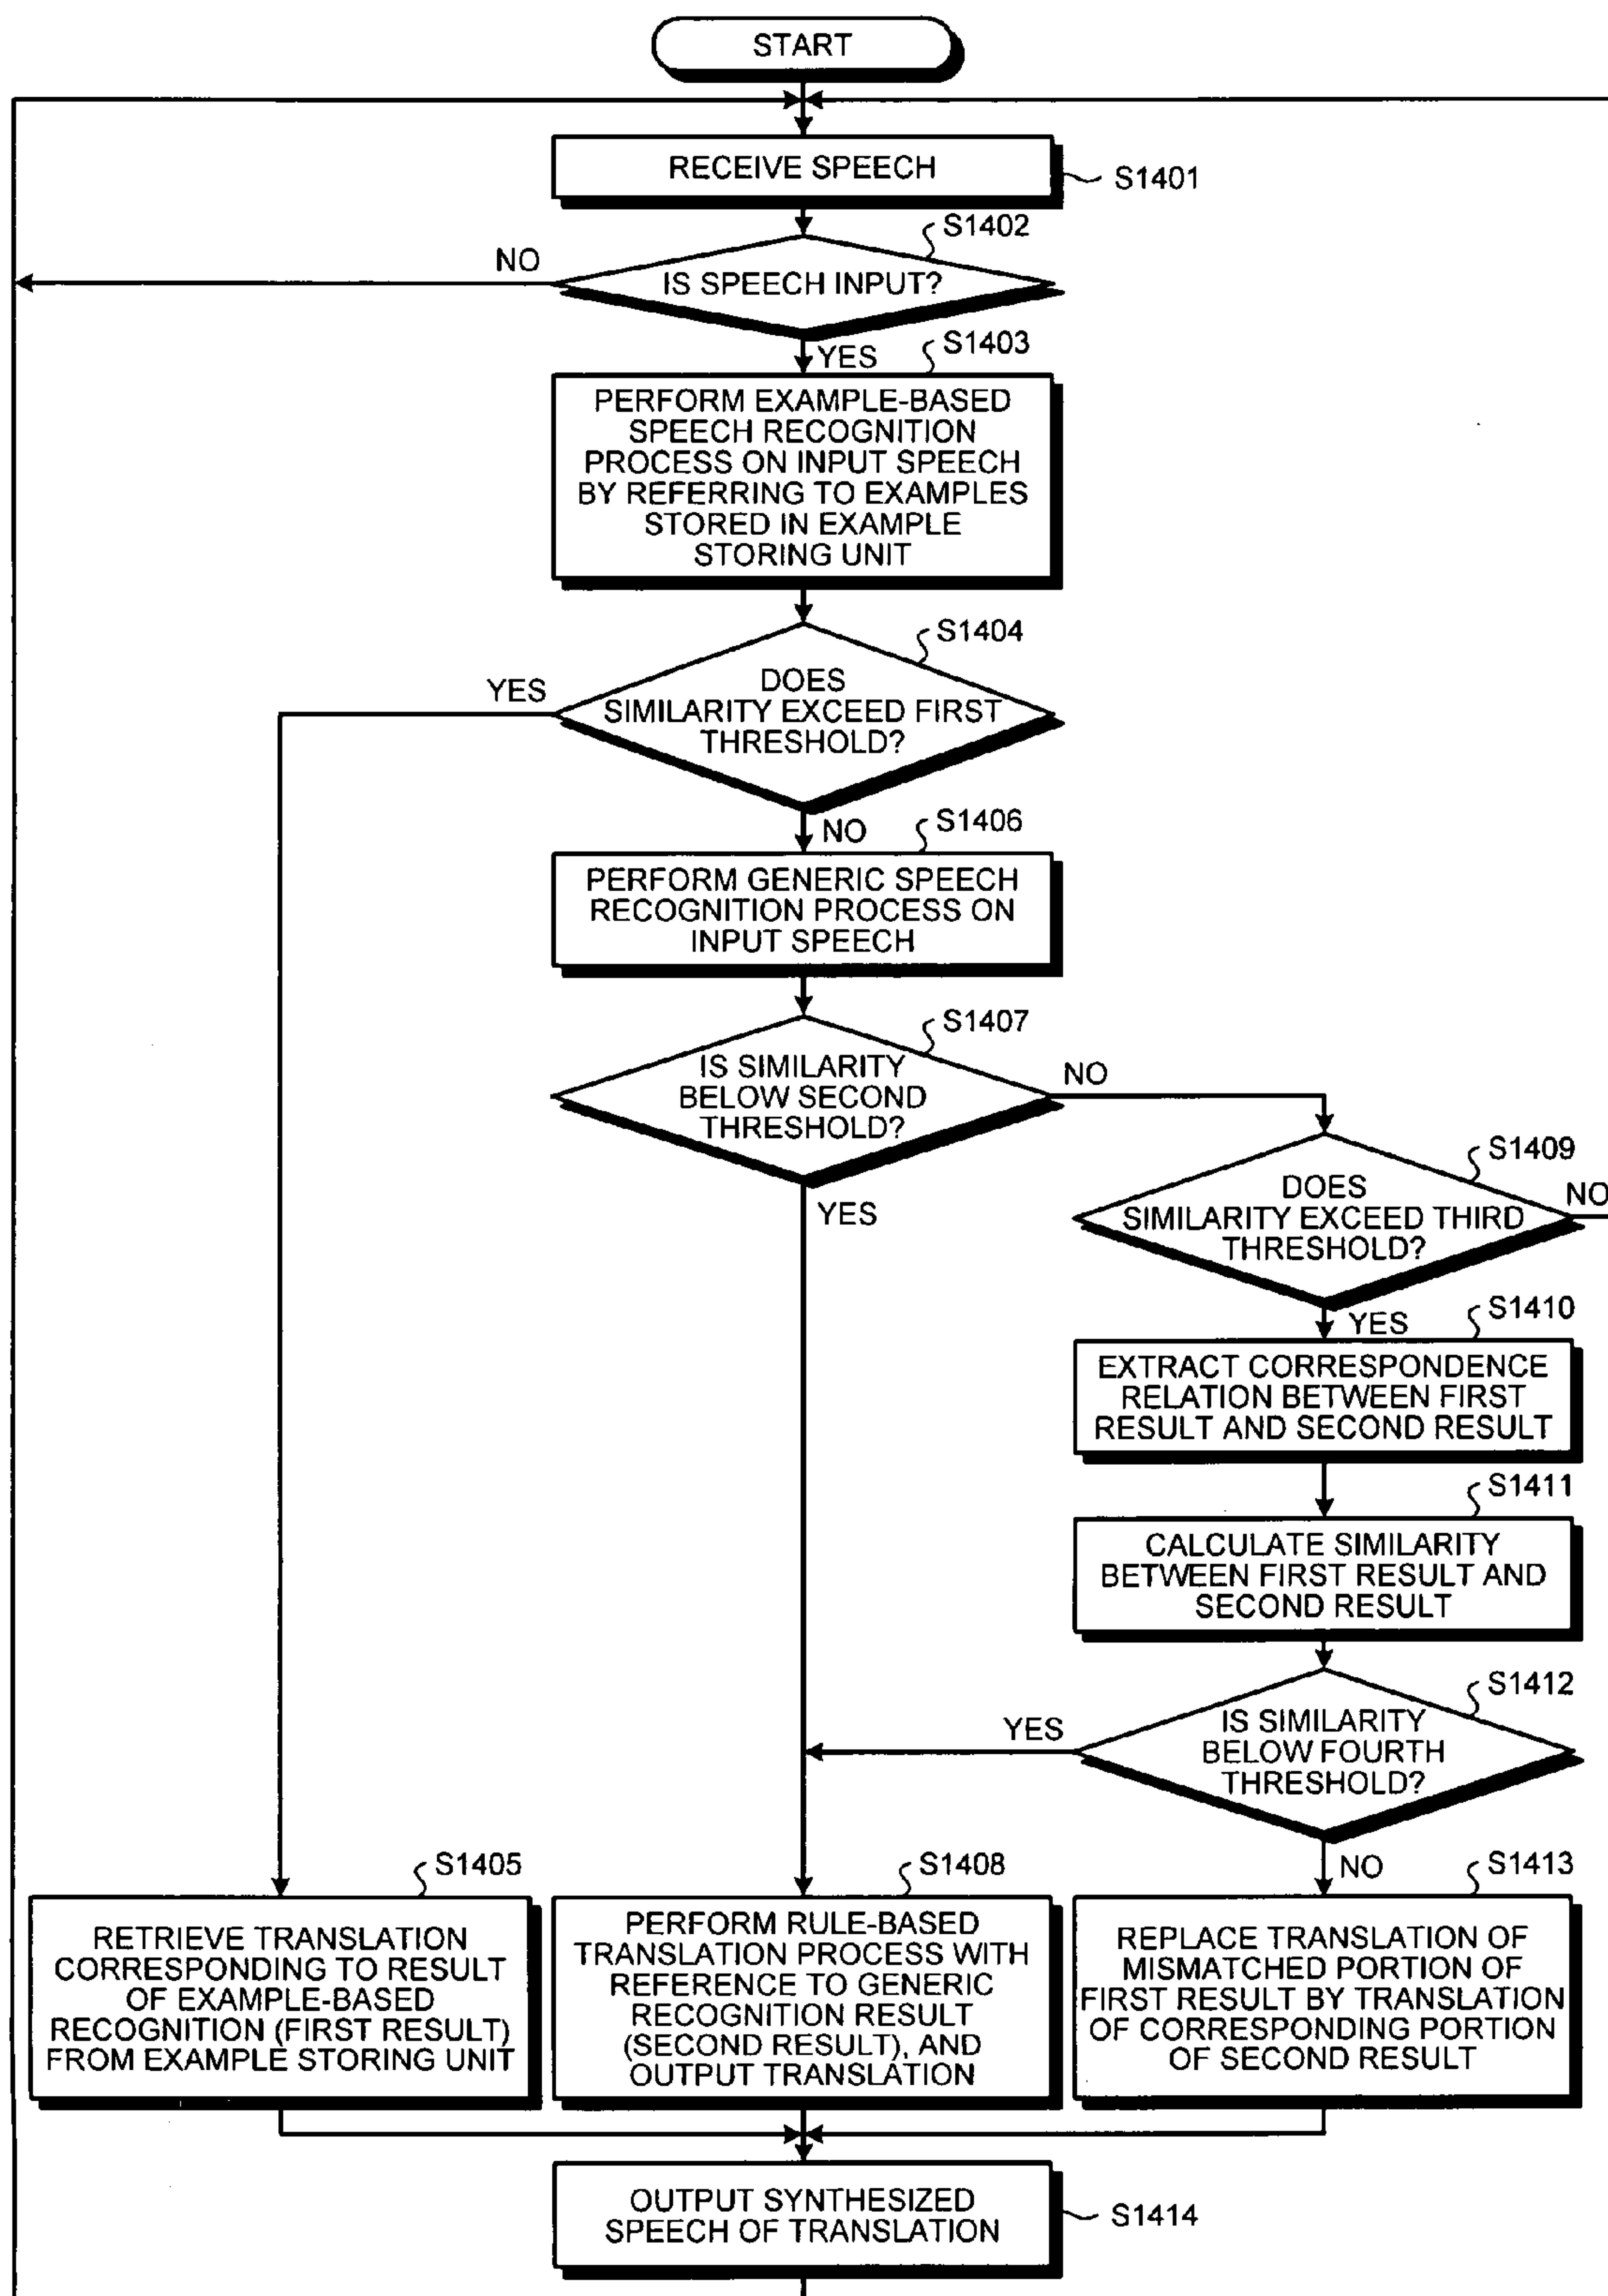 START
RECEIVE SPEECH
S1401
S1402
NO
IS SPEECH INPUT?
YES
S1403
PERFORM EXAMPLE-BASED
SPEECH RECOGNITION
PROCESS ON INPUT SPEECH
BY REFERRING TO EXAMPLES
STORED IN EXAMPLE
STORING UNIT
S1404
YES
DOES
SIMILARITY EXCEED FIRST
THRESHOLD?
NO
S1406
PERFORM GENERIC SPEECH
RECOGNITION PROCESS ON
INPUT SPEECH
S1407
IS SIMILARITY
BELOW SECOND
THRESHOLD?
NO
YES
S1409
DOES
SIMILARITY EXCEED THIRD
THRESHOLD?
NO
YES
S1410
EXTRACT CORRESPONDENCE
RELATION BETWEEN FIRST
RESULT AND SECOND RESULT
S1411
CALCULATE SIMILARITY
BETWEEN FIRST RESULT AND
SECOND RESULT
S1412
YES
IS SIMILARITY
BELOW FOURTH
THRESHOLD?
NO
S1405
RETRIEVE TRANSLATION
CORRESPONDING TO RESULT
OF EXAMPLE-BASED
RECOGNITION (FIRST RESULT)
FROM EXAMPLE STORING UNIT
S1408
PERFORM RULE-BASED
TRANSLATION PROCESS WITH
REFERENCE TO GENERIC
RECOGNITION RESULT
(SECOND RESULT), AND
OUTPUT TRANSLATION
S1413
REPLACE TRANSLATION OF
MISMATCHED PORTION OF
FIRST RESULT BY TRANSLATION
OF CORRESPONDING PORTION
OF SECOND RESULT
OUTPUT SYNTHESIZED
SPEECH OF TRANSLATION
S1414